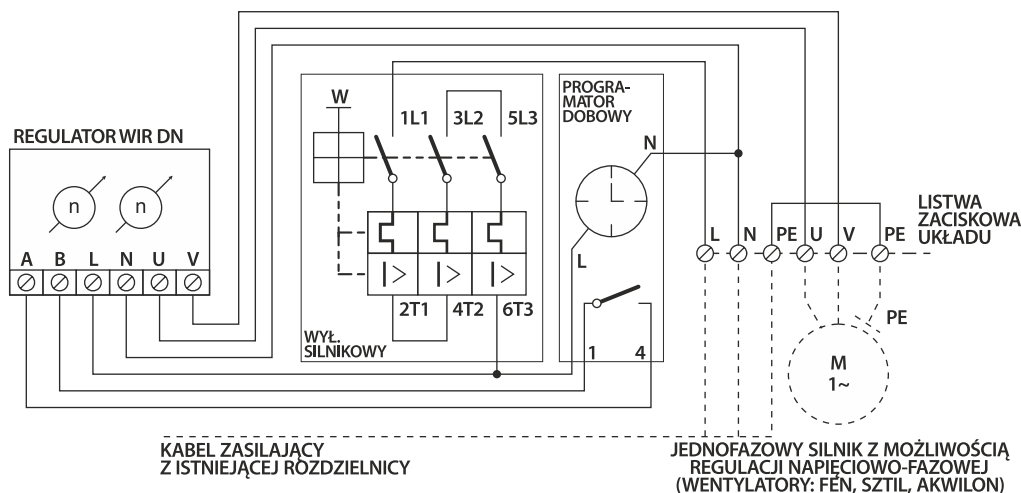 REGULATOR WIR DN
n n
A B L N U V
W
1L1 3L2 5L3
2T1 4T2 6T3
WYŁ.
SILNIKOWY
PROGRA-
MATOR
DOBOWY
N
L
1 4
L N PE U V PE
LISTWA
ZACISKOWA
UKŁADU
PE
M
1~
KABEL ZASILAJĄCY
Z ISTNIEJĄCEJ ROZDZIELNICY
JEDNOFAZOWY SILNIK Z MOŻLIWOŚCIĄ
REGULACJI NAPIĘCIOWO-FAZOWEJ
(WENTYLATORY: FEN, SZTIL, AKWILON)